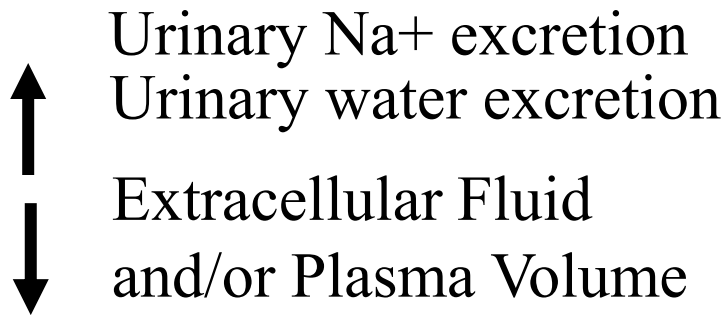 Urinary Na+ excretion
Urinary water excretion
Extracellular Fluid
and/or Plasma Volume